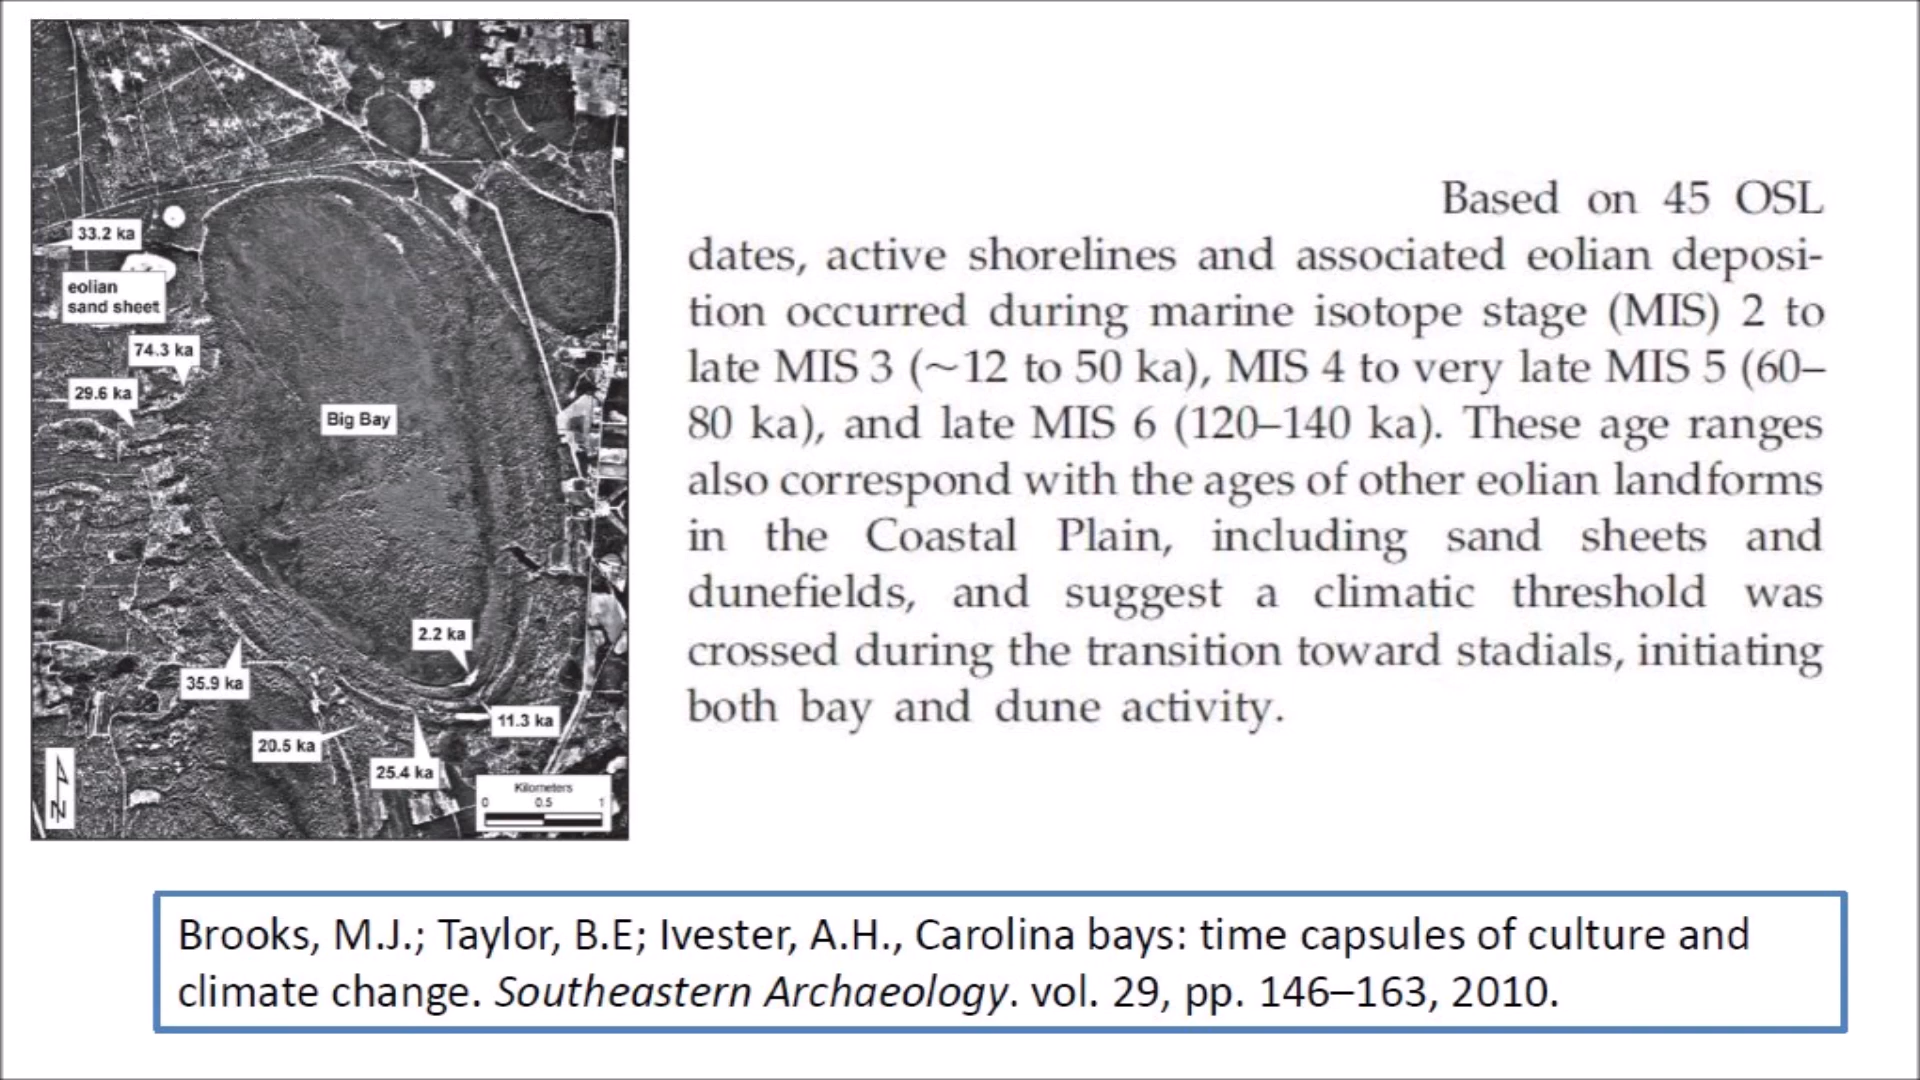 33.2 ka
eolian
sand sheet
74.3 ka
29.6 ka
Big Bay
2.2 ka
35.9 ka
11.3 ka
20.5 ka
25.4 ka
N
Kilometers
0 0.5 1
Based on 45 OSL
dates, active shorelines and associated eolian deposi-
tion occurred during marine isotope stage (MIS) 2 to
late MIS 3 (~12 to 50 ka), MIS 4 to very late MIS 5 (60–
80 ka), and late MIS 6 (120–140 ka). These age ranges
also correspond with the ages of other eolian landforms
in the Coastal Plain, including sand sheets and
dunefields, and suggest a climatic threshold was
crossed during the transition toward stadials, initiating
both bay and dune activity.
Brooks, M.J.; Taylor, B.E; Ivester, A.H., Carolina bays: time capsules of culture and
climate change. Southeastern Archaeology. vol. 29, pp. 146–163, 2010.